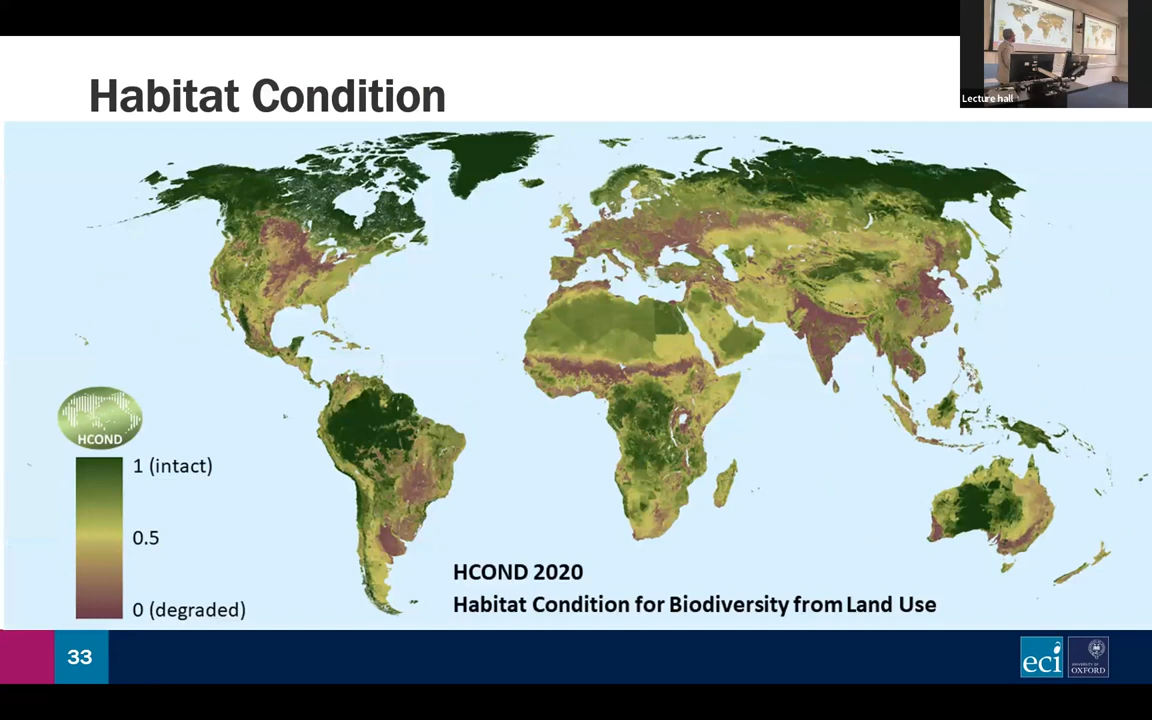 Habitat Condition
Lecture hall
HCOND
1 (intact)
0.5
0 (degraded)
HCOND 2020
Habitat Condition for Biodiversity from Land Use
33
eci
UNIVERSITY OF
OXFORD